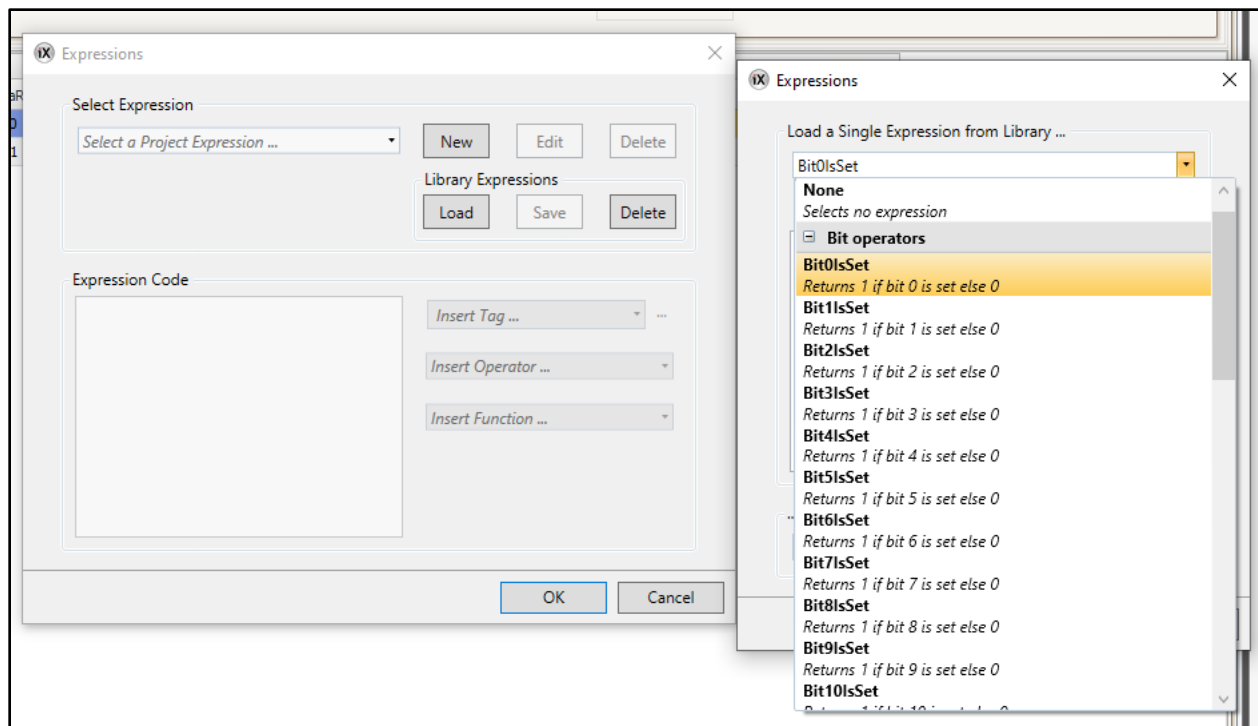 iX Expressions
Select Expression
Select a Project Expression ...
New
Edit
Delete
Library Expressions
Load
Save
Delete
Expression Code
Insert Tag ...
...
Insert Operator ...
Insert Function ...
OK
Cancel
iX Expressions
Load a Single Expression from Library ...
Bit0IsSet
None
Selects no expression
Bit operators
Bit0IsSet
Returns 1 if bit 0 is set else 0
Bit1IsSet
Returns 1 if bit 1 is set else 0
Bit2IsSet
Returns 1 if bit 2 is set else 0
Bit3IsSet
Returns 1 if bit 3 is set else 0
Bit4IsSet
Returns 1 if bit 4 is set else 0
Bit5IsSet
Returns 1 if bit 5 is set else 0
Bit6IsSet
Returns 1 if bit 6 is set else 0
Bit7IsSet
Returns 1 if bit 7 is set else 0
Bit8IsSet
Returns 1 if bit 8 is set else 0
Bit9IsSet
Returns 1 if bit 9 is set else 0
Bit10IsSet